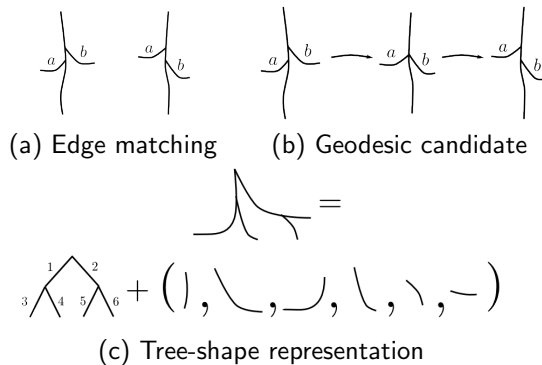 a b a b a b a b a b
(a) Edge matching (b) Geodesic candidate
=
1 2
3 4 5 6 + ( , , , , , )
(c) Tree-shape representation